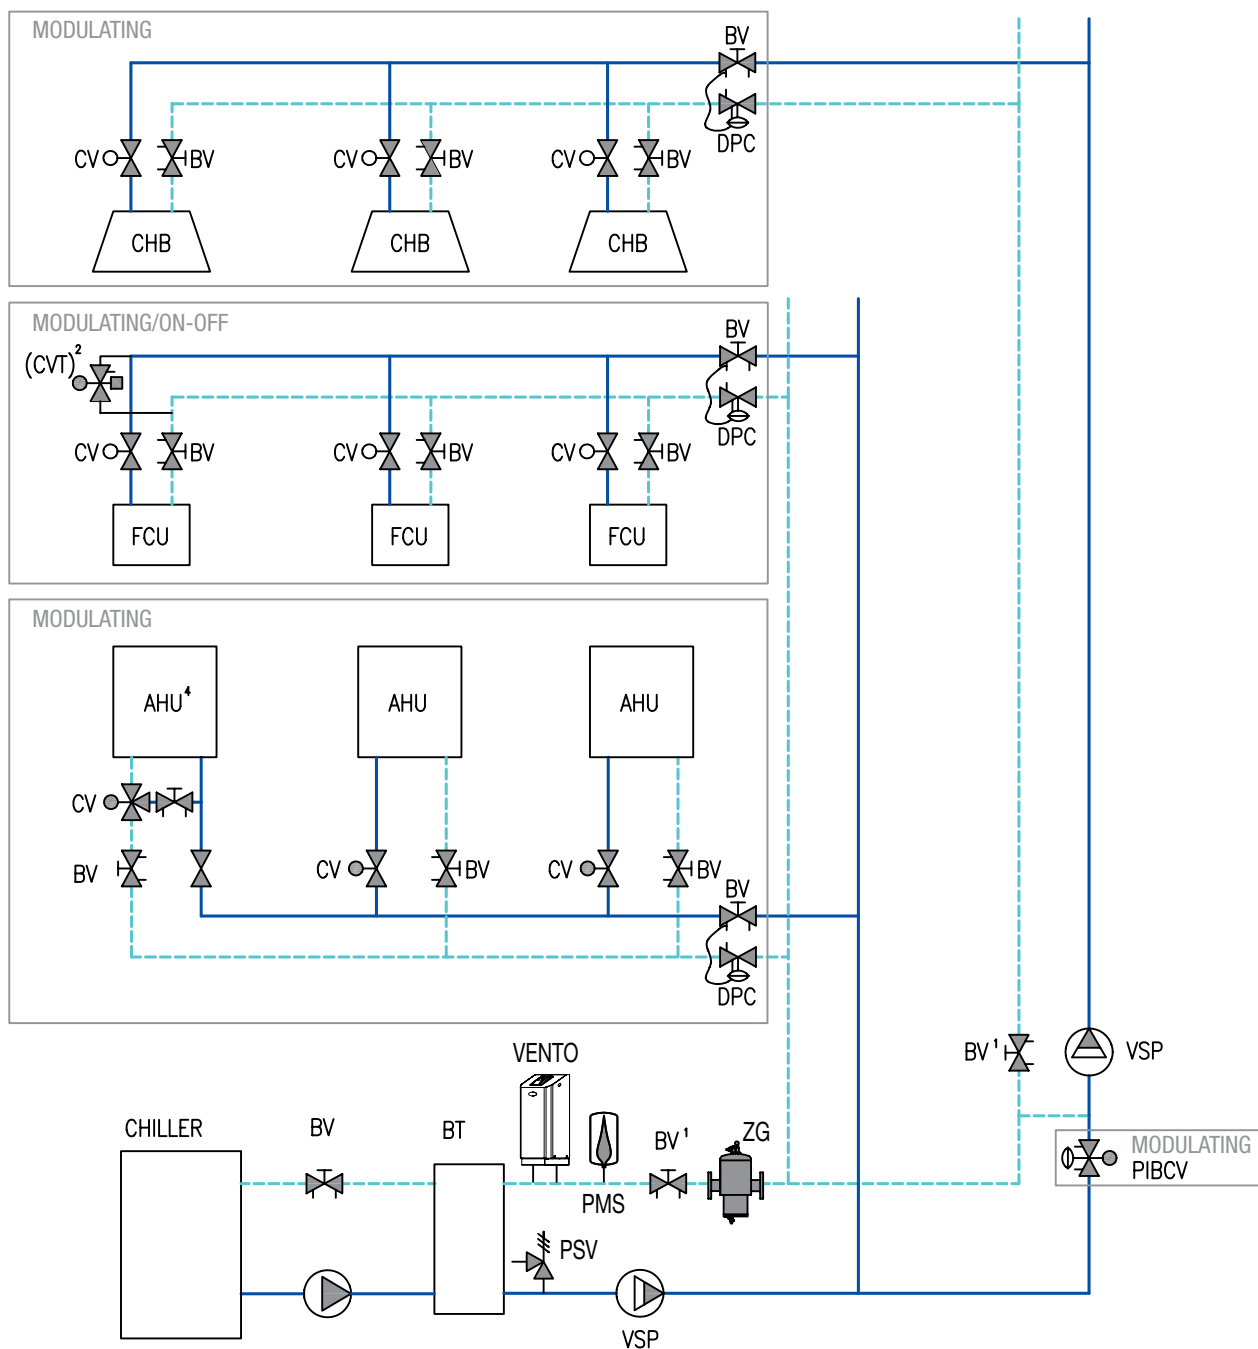 MODULATING
BV
DPC
CV BV CV BV CV BV
CHB CHB CHB
MODULATING/ON-OFF
BV
(CVT)²
DPC
CV BV CV BV CV BV
FCU FCU FCU
MODULATING
AHU⁴ AHU AHU
CV
BV CV BV CV BV
BV
DPC
BV¹ VSP
VENTO
CHILLER BV BT BV¹ ZG
MODULATING
PIBCV
PMS
PSV
VSP